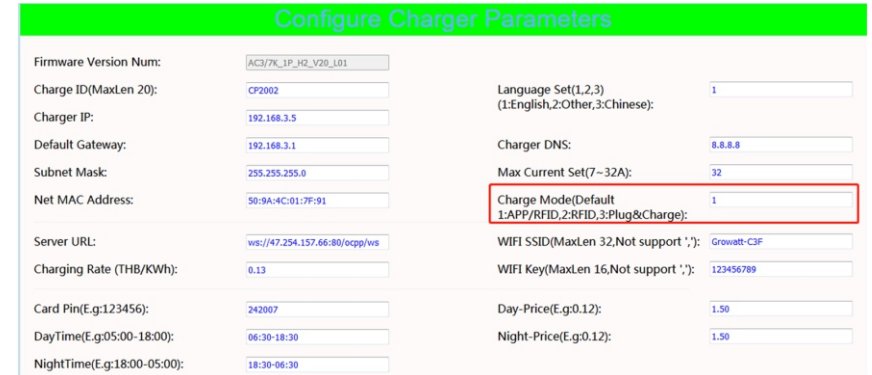 Configure Charger Parameters
Firmware Version Num: AC3/7K_1P_H2_V20_L01
Charge ID(MaxLen 20): CP2002
Language Set(1,2,3) 1
(1:English,2:Other,3:Chinese):
Charger IP: 192.168.3.5
Default Gateway: 192.168.3.1
Charger DNS: 8.8.8.8
Subnet Mask: 255.255.255.0
Max Current Set(7~32A): 32
Net MAC Address: 50:9A:4C:01:7F:91
Charge Mode(Default 1
1:APP/RFID,2:RFID,3:Plug&Charge):
Server URL: ws://47.254.157.66:80/ocpp/ws
WIFI SSID(MaxLen 32,Not support ','): Growatt-C3F
Charging Rate (THB/KWh): 0.13
WIFI Key(MaxLen 16,Not support ','): 123456789
Card Pin(E.g:123456): 242007
Day-Price(E.g:0.12): 1.50
DayTime(E.g:05:00-18:00): 06:30-18:30
Night-Price(E.g:0.12): 1.50
NightTime(E.g:18:00-05:00): 18:30-06:30